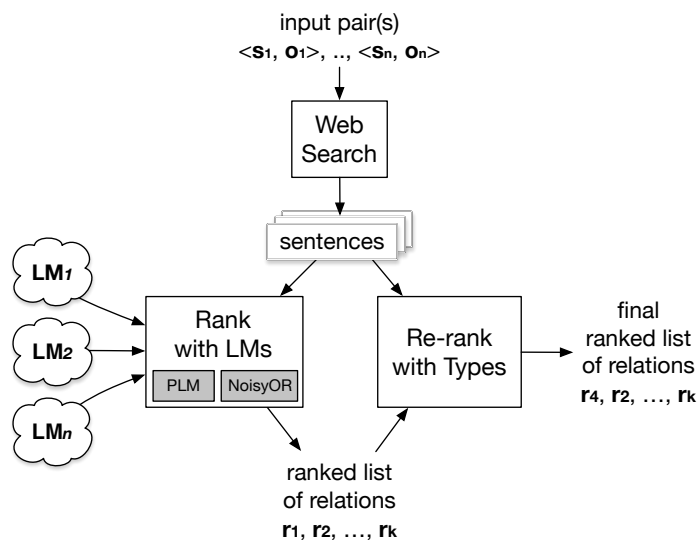 input pair(s)
<s1, o1>, .., <sn, on>
Web
Search
sentences
LM1
LM2
LMn
Rank
with LMs
PLM
NoisyOR
Re-rank
with Types
final
ranked list
of relations
r4, r2, ..., rk
ranked list
of relations
r1, r2, ..., rk